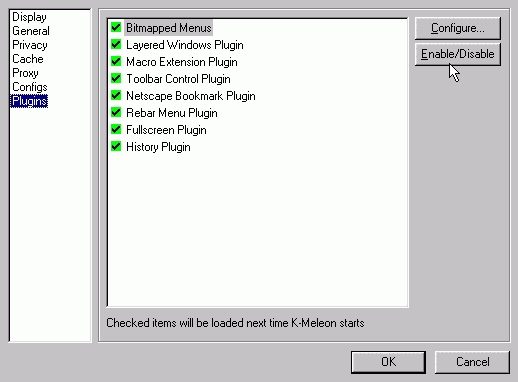 Display
General
Privacy
Cache
Proxy
Configs
Plugins
Bitmapped Menus
Layered Windows Plugin
Macro Extension Plugin
Toolbar Control Plugin
Netscape Bookmark Plugin
Rebar Menu Plugin
Fullscreen Plugin
History Plugin
Checked items will be loaded next time K-Meleon starts
Configure...
Enable/Disable
OK
Cancel